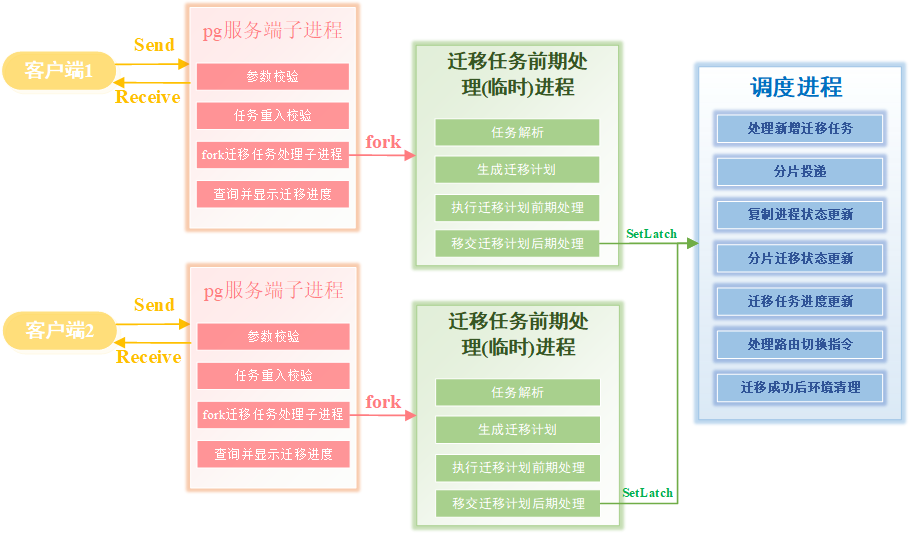 客户端1
Send
Receive
pg服务端子进程
参数校验
任务重入校验
fork迁移任务处理子进程
查询并显示迁移进度
fork
迁移任务前期处
理(临时)进程
任务解析
生成迁移计划
执行迁移计划前期处理
移交迁移计划后期处理
SetLatch
客户端2
Send
Receive
pg服务端子进程
参数校验
任务重入校验
fork迁移任务处理子进程
查询并显示迁移进度
fork
迁移任务前期处
理(临时)进程
任务解析
生成迁移计划
执行迁移计划前期处理
移交迁移计划后期处理
SetLatch
调度进程
处理新增迁移任务
分片投递
复制进程状态更新
分片迁移状态更新
迁移任务进度更新
处理路由切换指令
迁移成功后环境清理